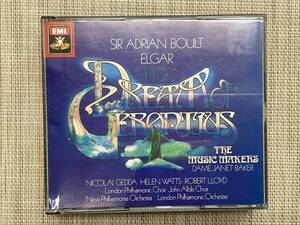 EMI
SIR ADRIAN BOULT
ELGAR
THE
DREAM OF
GERONTIUS
THE
MUSIC MAKERS
DAME JANET BAKER
NICOLAI GEDDA · HELEN WATTS · ROBERT LLOYD
London Philharmonic Choir · John Alldis Choir
New Philharmonia Orchestra · London Philharmonic Orchestra